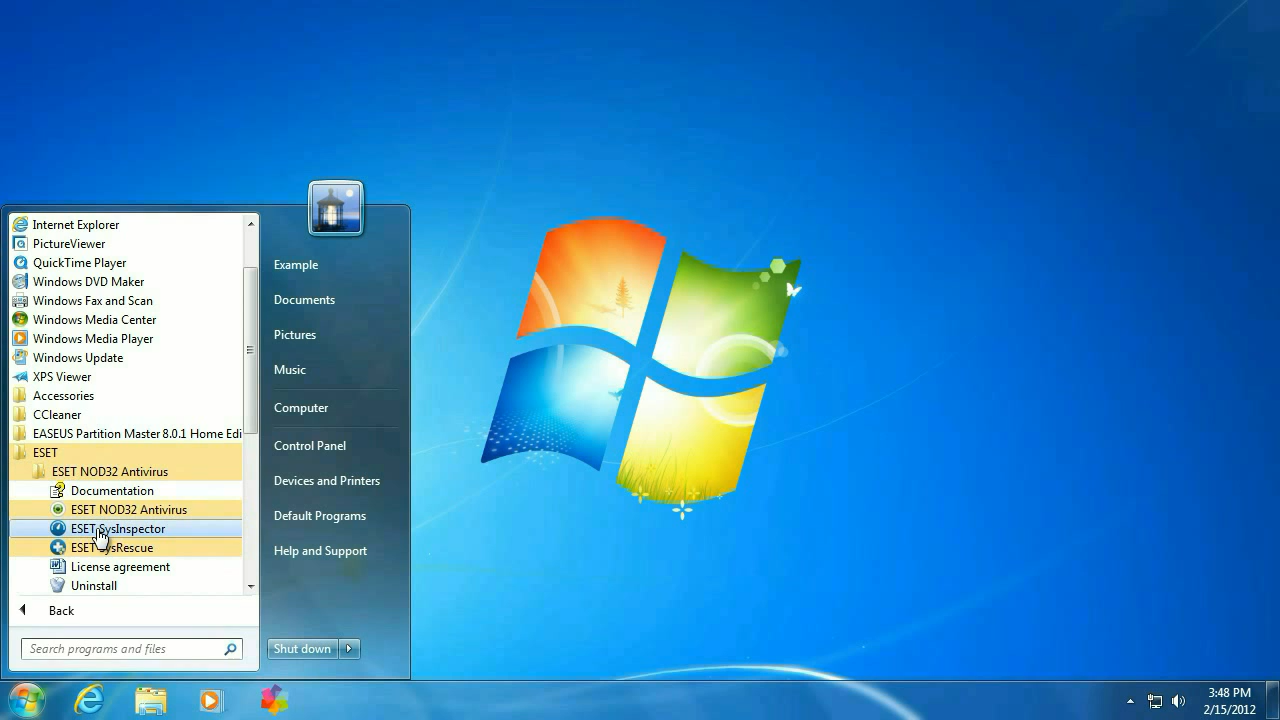 Internet Explorer
PictureViewer
QuickTime Player
Windows DVD Maker
Windows Fax and Scan
Windows Media Center
Windows Media Player
Windows Update
XPS Viewer
Accessories
CCleaner
EASEUS Partition Master 8.0.1 Home Edi
ESET
ESET NOD32 Antivirus
Documentation
ESET NOD32 Antivirus
ESET SysInspector
ESET SysRescue
License agreement
Uninstall
Back
Search programs and files
Example
Documents
Pictures
Music
Computer
Control Panel
Devices and Printers
Default Programs
Help and Support
Shut down
3:48 PM
2/15/2012